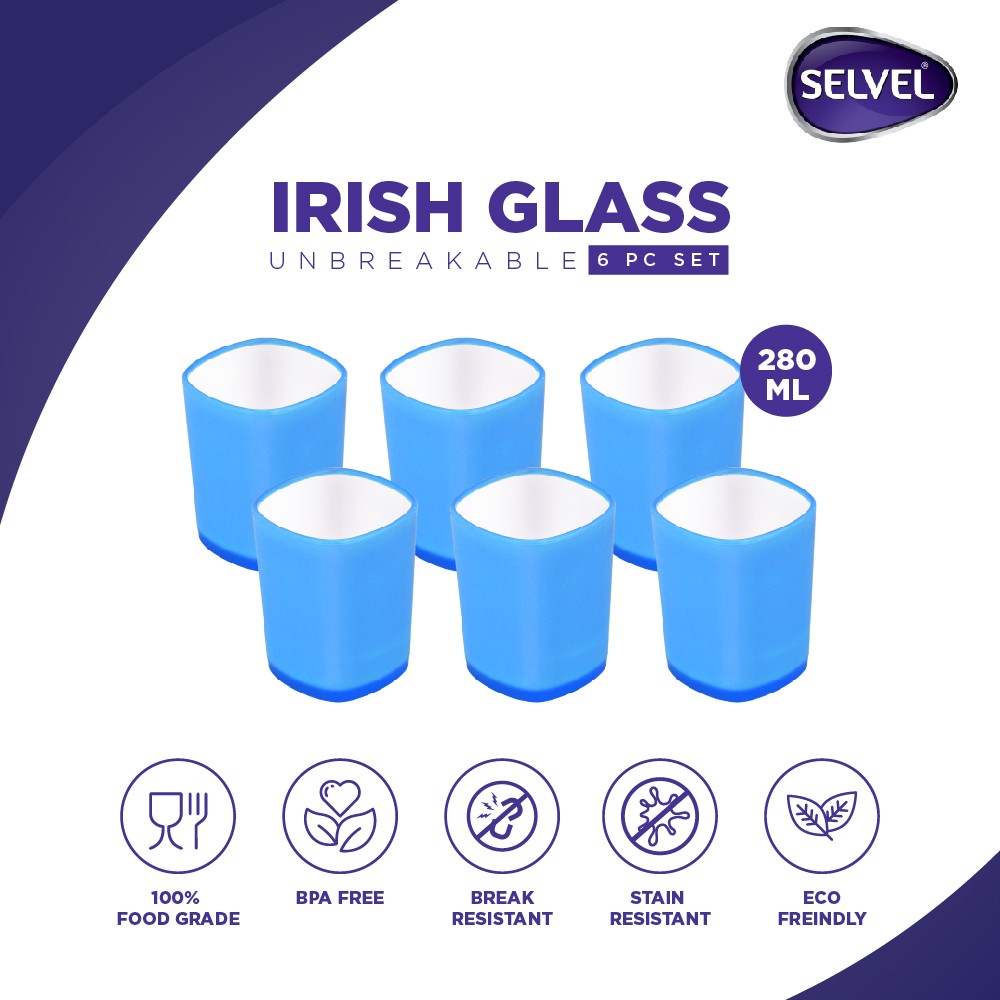 SELVEL®
IRISH GLASS
UNBREAKABLE 6 PC SET
280
ML
100%
FOOD GRADE
BPA FREE
BREAK
RESISTANT
STAIN
RESISTANT
ECO
FREINDLY